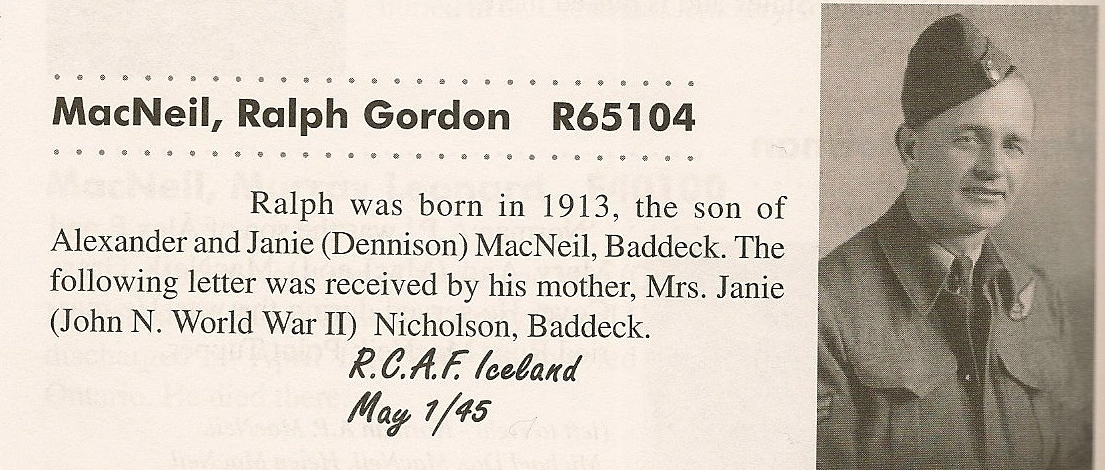 MacNeil, Ralph Gordon R65104
Ralph was born in 1913, the son of
Alexander and Janie (Dennison) MacNeil, Baddeck. The
following letter was received by his mother, Mrs. Janie
(John N. World War II) Nicholson, Baddeck.
R.C.A.F. Iceland
May 1/45